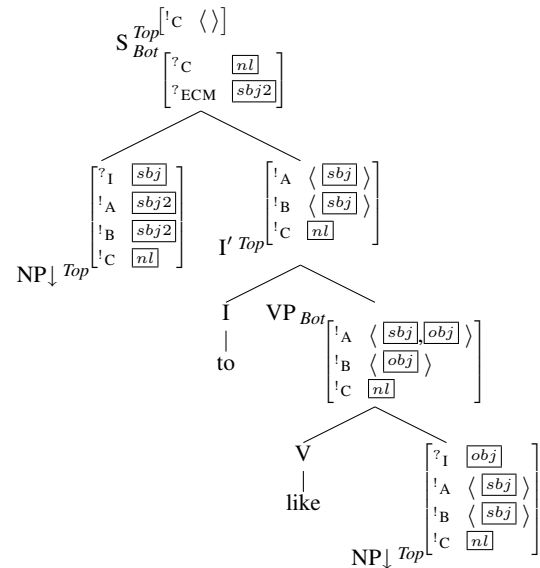 S Top [!C ⟨ ⟩]
Bot [?C nl
?ECM sbj2]
NP↓ Top [?I sbj
!A sbj2
!B sbj2
!C nl]
I′ Top [!A ⟨ sbj ⟩
!B ⟨ sbj ⟩
!C nl]
I
to
VP Bot [!A ⟨ sbj, obj ⟩
!B ⟨ obj ⟩
!C nl]
V
like
NP↓ Top [?I obj
!A ⟨ sbj ⟩
!B ⟨ sbj ⟩
!C nl]